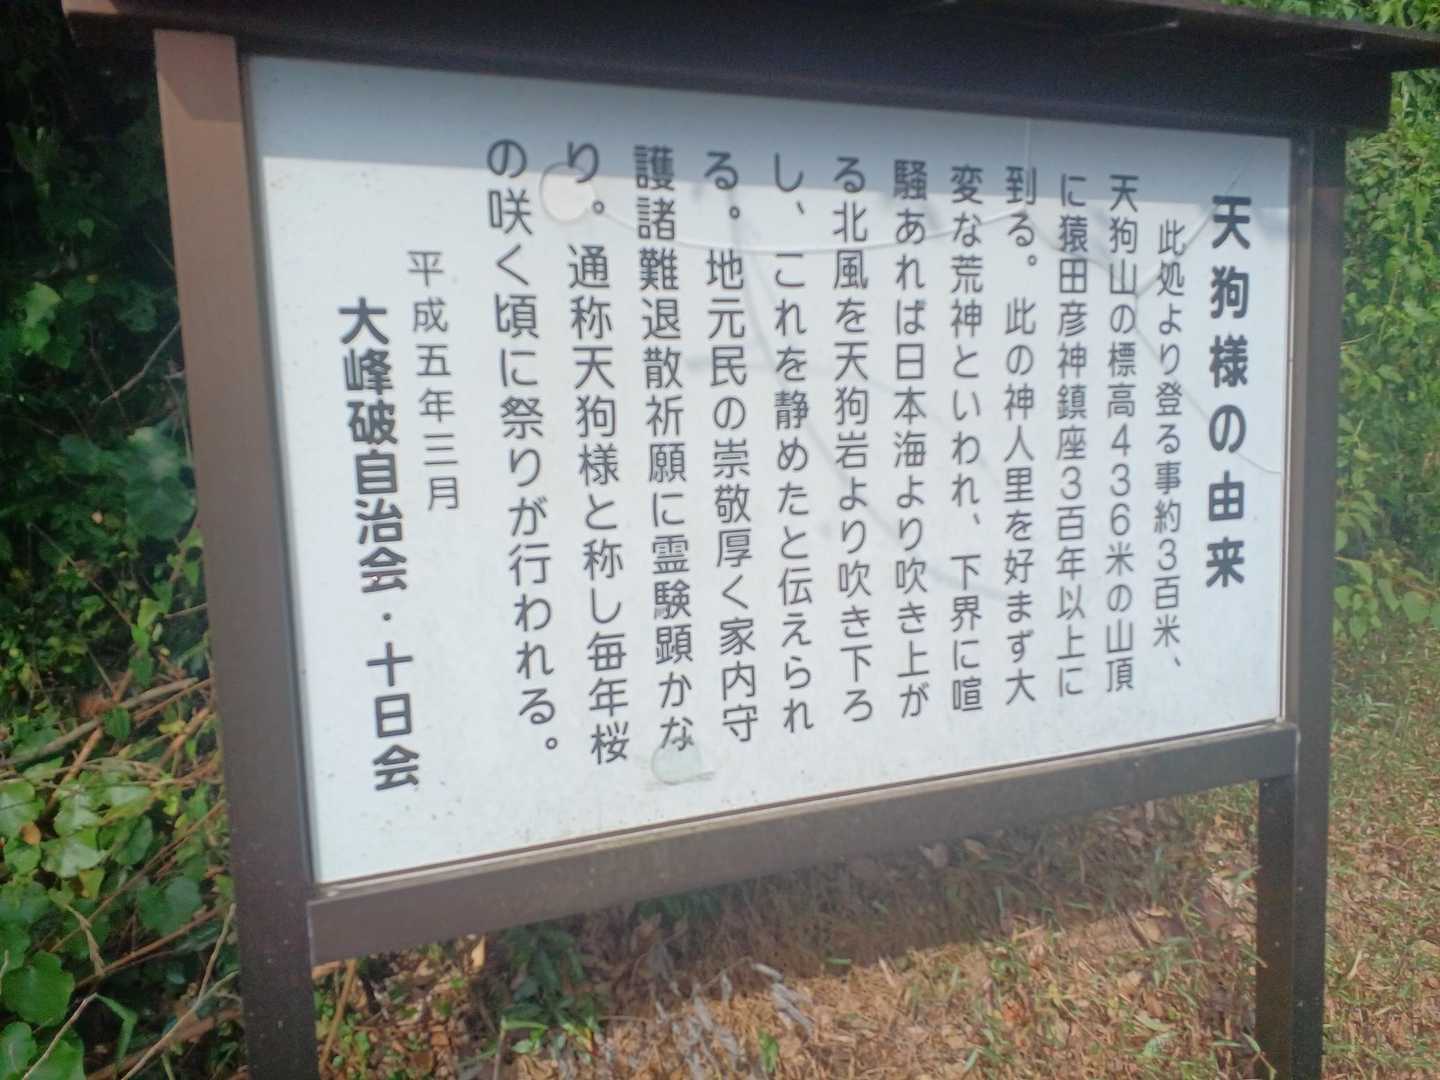 天狗様の由来
此処より登る事約3百米、
天狗山の標高436米の山頂
に猿田彦神鎮座3百年以上に
到る。此の神人里を好まず大
変な荒神といわれ、下界に喧
騒あれば日本海より吹き上が
る北風を天狗岩より吹き下ろ
し、これを静めたと伝えられ
る。地元民の崇敬厚く家内守
護諸難退散祈願に霊験顕かな
り。通称天狗様と称し毎年桜
の咲く頃に祭りが行われる。
平成五年三月
大峰破自治会・十日会